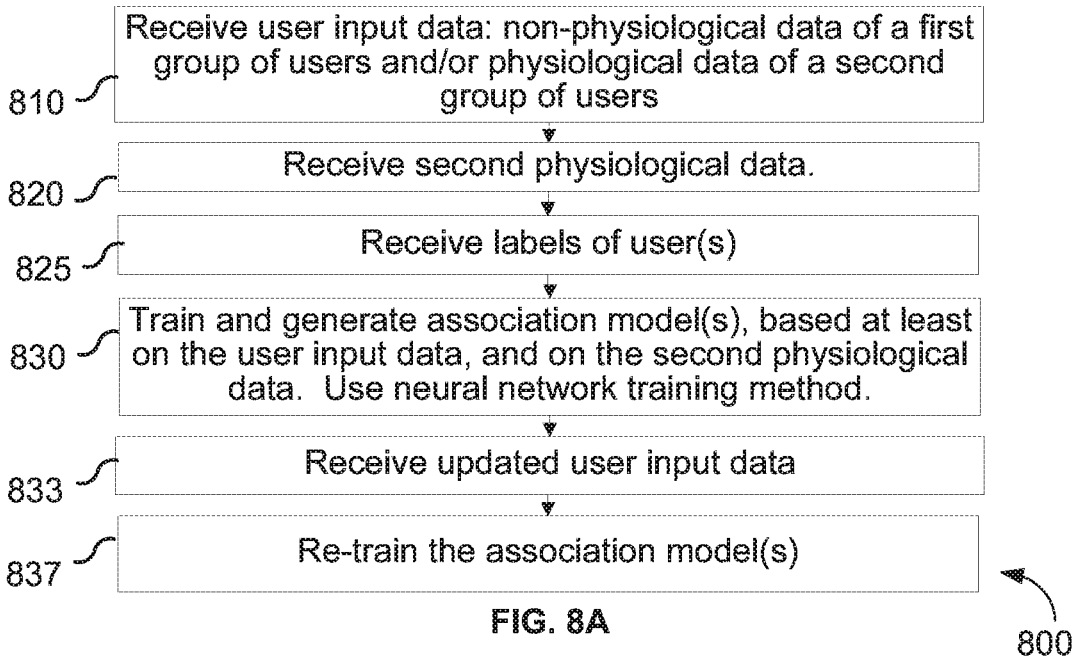 Receive user input data: non-physiological data of a first
group of users and/or physiological data of a second
group of users
810
Receive second physiological data.
820
Receive labels of user(s)
825
Train and generate association model(s), based at least
on the user input data, and on the second physiological
data. Use neural network training method.
830
Receive updated user input data
833
Re-train the association model(s)
837
FIG. 8A
800